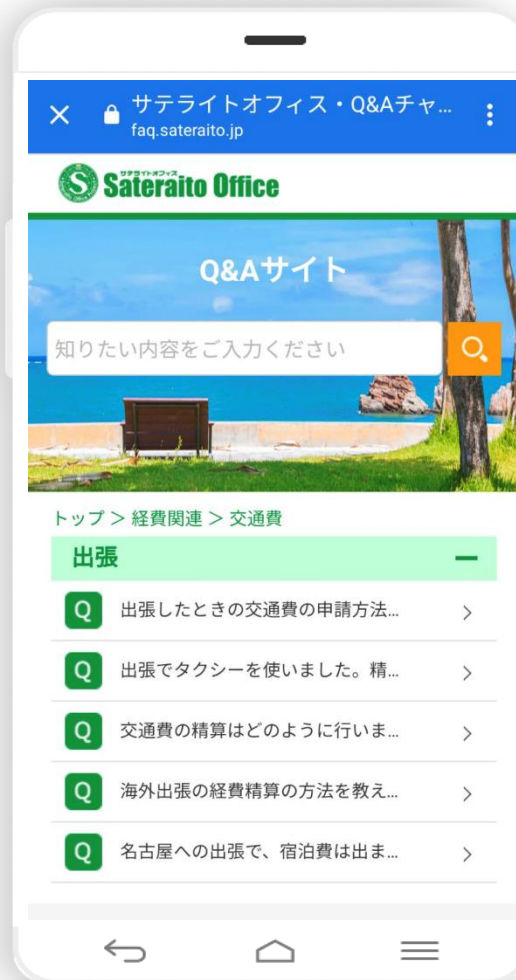 サテライトオフィス・Q&Aチャ...
faq.sateraito.jp
サテライトオフィス
Sateraito Office
Q&Aサイト
知りたい内容をご入力ください
トップ > 経費関連 > 交通費
出張
Q 出張したときの交通費の申請方法...
Q 出張でタクシーを使いました。精...
Q 交通費の精算はどのように行いま...
Q 海外出張の経費精算の方法を教え...
Q 名古屋への出張で、宿泊費は出ま...